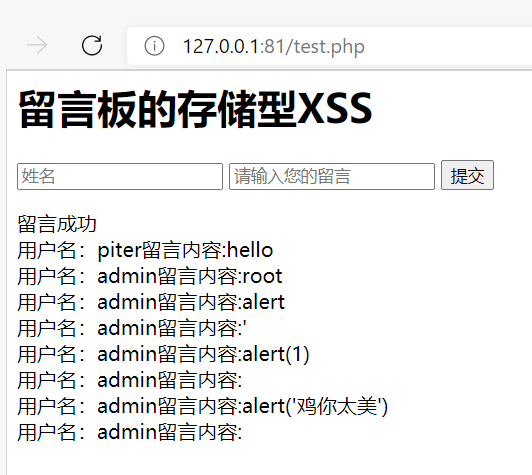 127.0.0.1:81/test.php
留言板的存储型XSS
姓名 请输入您的留言 提交
留言成功
用户名：piter留言内容:hello
用户名：admin留言内容:root
用户名：admin留言内容:alert
用户名：admin留言内容:'
用户名：admin留言内容:alert(1)
用户名：admin留言内容:
用户名：admin留言内容:alert('鸡你太美')
用户名：admin留言内容: